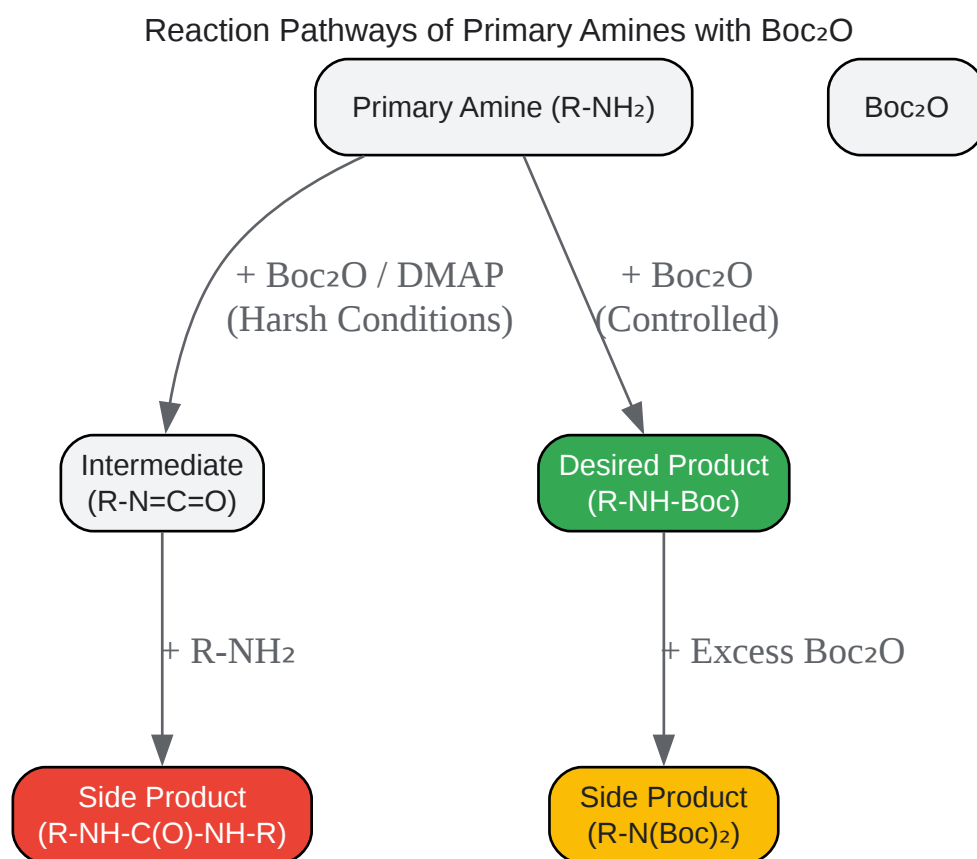 Reaction Pathways of Primary Amines with Boc₂O
Primary Amine (R-NH₂)
Boc₂O
+ Boc₂O / DMAP
(Harsh Conditions)
+ Boc₂O
(Controlled)
Intermediate
(R-N=C=O)
Desired Product
(R-NH-Boc)
+ R-NH₂
+ Excess Boc₂O
Side Product
(R-NH-C(O)-NH-R)
Side Product
(R-N(Boc)₂)